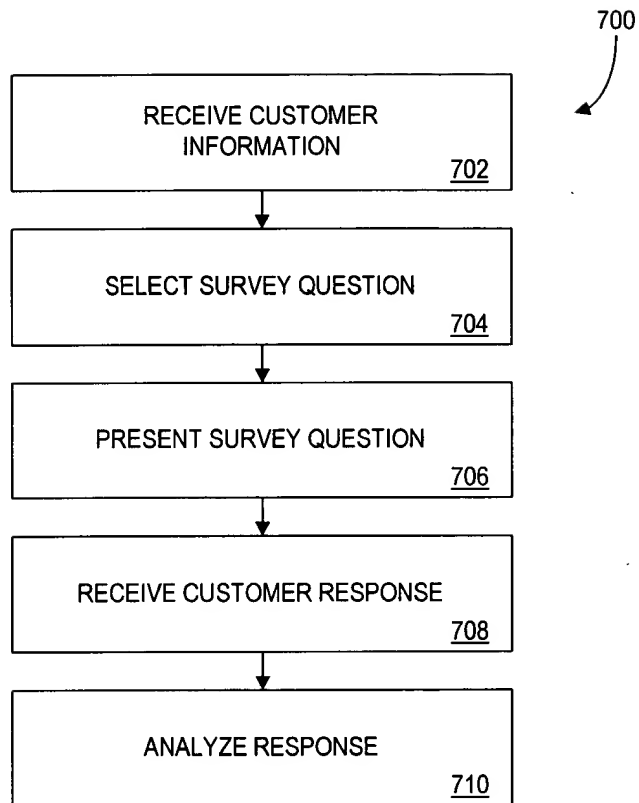 700
RECEIVE CUSTOMER
INFORMATION
702
SELECT SURVEY QUESTION
704
PRESENT SURVEY QUESTION
706
RECEIVE CUSTOMER RESPONSE
708
ANALYZE RESPONSE
710